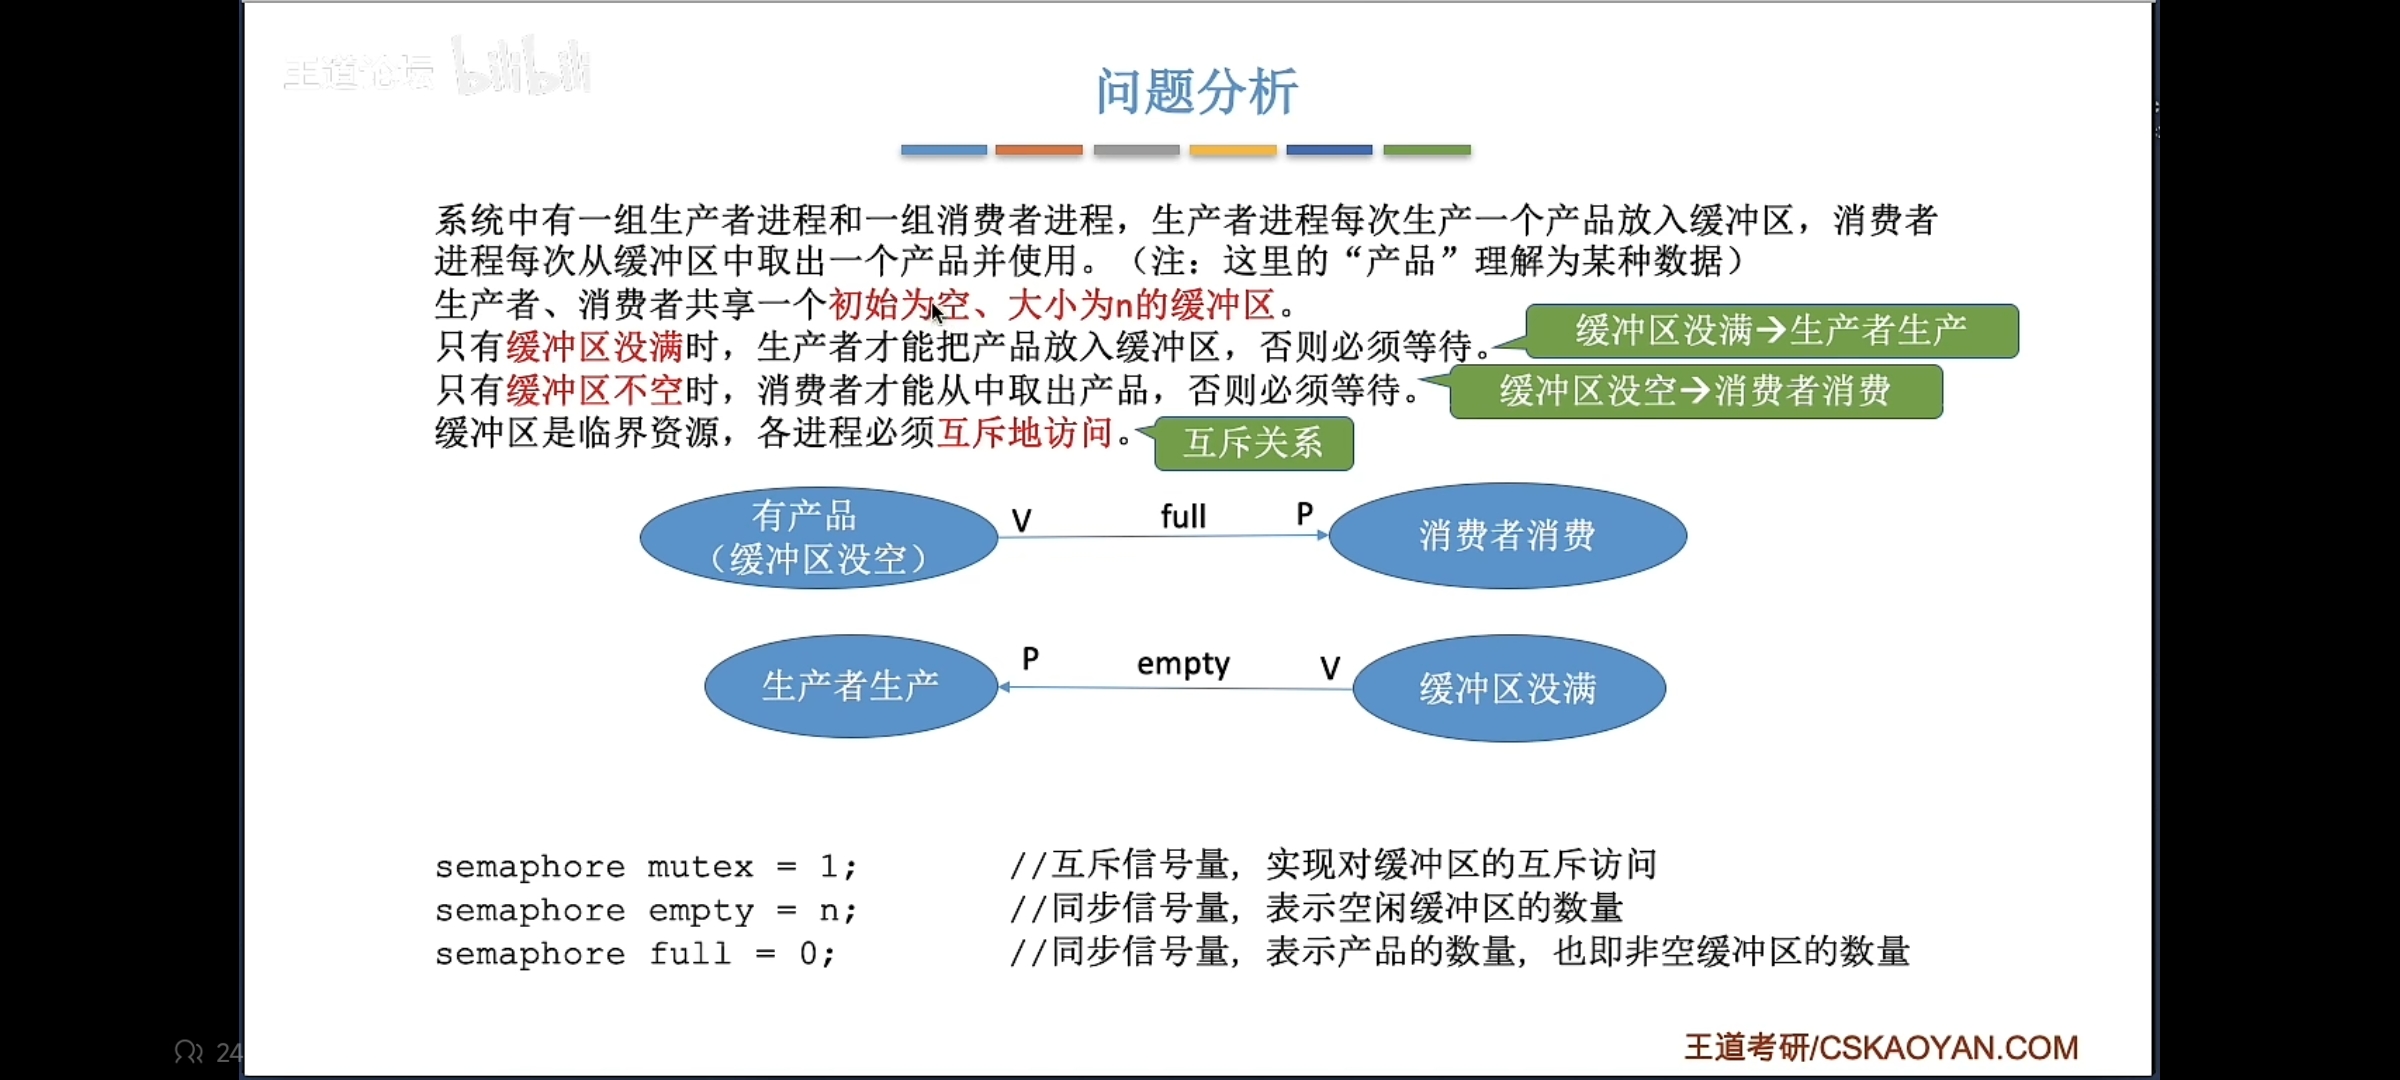 王道论坛 bilibili
问题分析
系统中有一组生产者进程和一组消费者进程，生产者进程每次生产一个产品放入缓冲区，消费者
进程每次从缓冲区中取出一个产品并使用。（注：这里的“产品”理解为某种数据）
生产者、消费者共享一个初始为空、大小为n的缓冲区。
只有缓冲区没满时，生产者才能把产品放入缓冲区，否则必须等待。
缓冲区没满→生产者生产
只有缓冲区不空时，消费者才能从中取出产品，否则必须等待。
缓冲区没空→消费者消费
缓冲区是临界资源，各进程必须互斥地访问。
互斥关系
有产品
（缓冲区没空）
V full P
消费者消费
生产者生产
P empty V
缓冲区没满
semaphore mutex = 1; //互斥信号量，实现对缓冲区的互斥访问
semaphore empty = n; //同步信号量，表示空闲缓冲区的数量
semaphore full = 0; //同步信号量，表示产品的数量，也即非空缓冲区的数量
24
王道考研/CSKAOYAN.COM